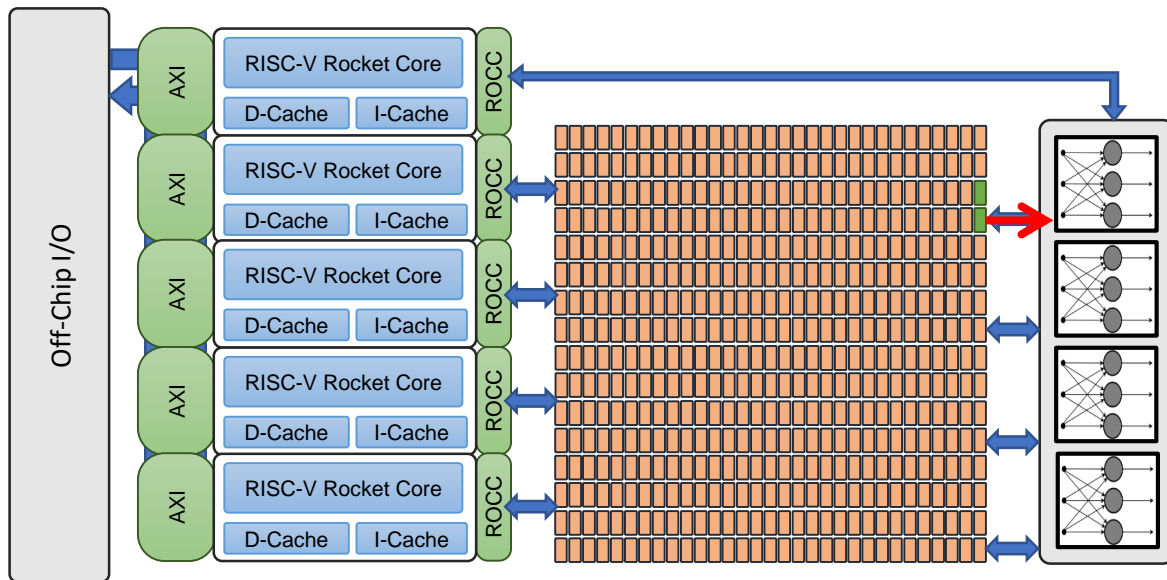 Off-Chip I/O
AXI
RISC-V Rocket Core
D-Cache I-Cache
ROCC
AXI
RISC-V Rocket Core
D-Cache I-Cache
ROCC
AXI
RISC-V Rocket Core
D-Cache I-Cache
ROCC
AXI
RISC-V Rocket Core
D-Cache I-Cache
ROCC
AXI
RISC-V Rocket Core
D-Cache I-Cache
ROCC